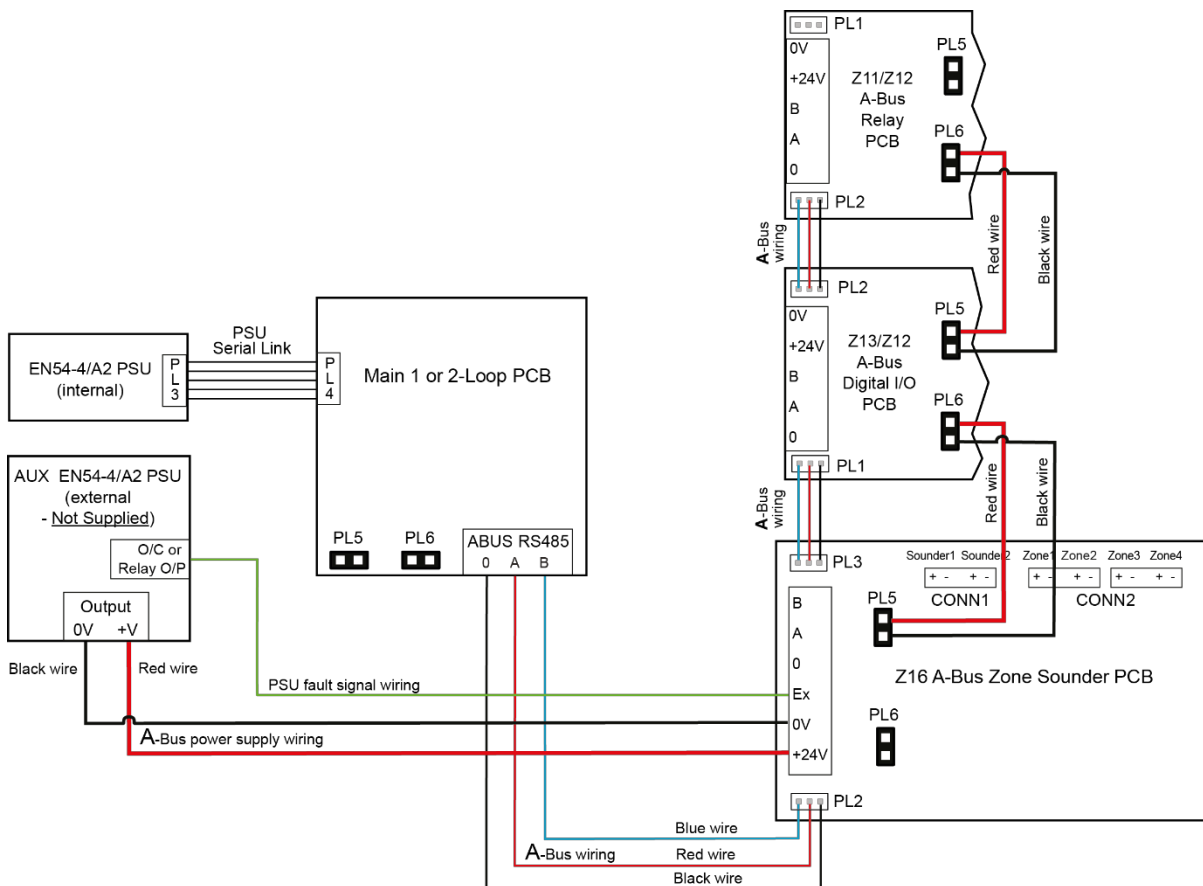 PL1
0V
+24V
B
A
0
Z11/Z12
A-Bus
Relay
PCB
PL5
PL6
PL2
A-Bus
wiring
Red wire
Black wire
PL2
0V
+24V
B
A
0
Z13/Z12
A-Bus
Digital I/O
PCB
PL5
PL6
PL1
A-Bus
wiring
Red wire
Black wire
EN54-4/A2 PSU
(internal)
P
L
3
PSU
Serial Link
P
L
4
Main 1 or 2-Loop PCB
PL5
PL6
ABUS RS485
0 A B
AUX EN54-4/A2 PSU
(external
- Not Supplied)
O/C or
Relay O/P
Output
0V +V
Black wire
Red wire
PSU fault signal wiring
A-Bus power supply wiring
PL3
Sounder1 Sounder2 Zone1 Zone2 Zone3 Zone4
+ - + - + - + - + - + -
CONN1
CONN2
B
A
0
Ex
0V
+24V
PL5
Z16 A-Bus Zone Sounder PCB
PL6
PL2
Blue wire
A-Bus wiring
Red wire
Black wire